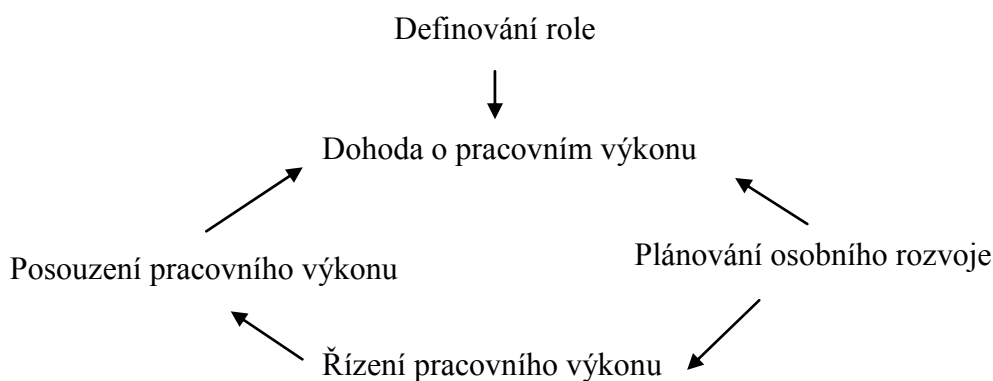 Definování role
Dohoda o pracovním výkonu
Posouzení pracovního výkonu
Plánování osobního rozvoje
Řízení pracovního výkonu